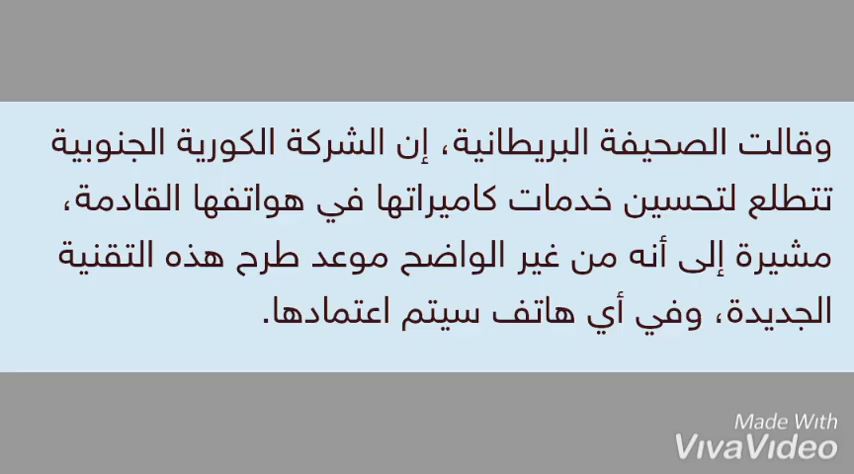 وقالت الصحيفة البريطانية، إن الشركة الكورية الجنوبية
تتطلع لتحسين خدمات كاميراتها في هواتفها القادمة،
مشيرة إلى أنه من غير الواضح موعد طرح هذه التقنية
الجديدة، وفي أي هاتف سيتم اعتمادها.
Made With
VivaVideo